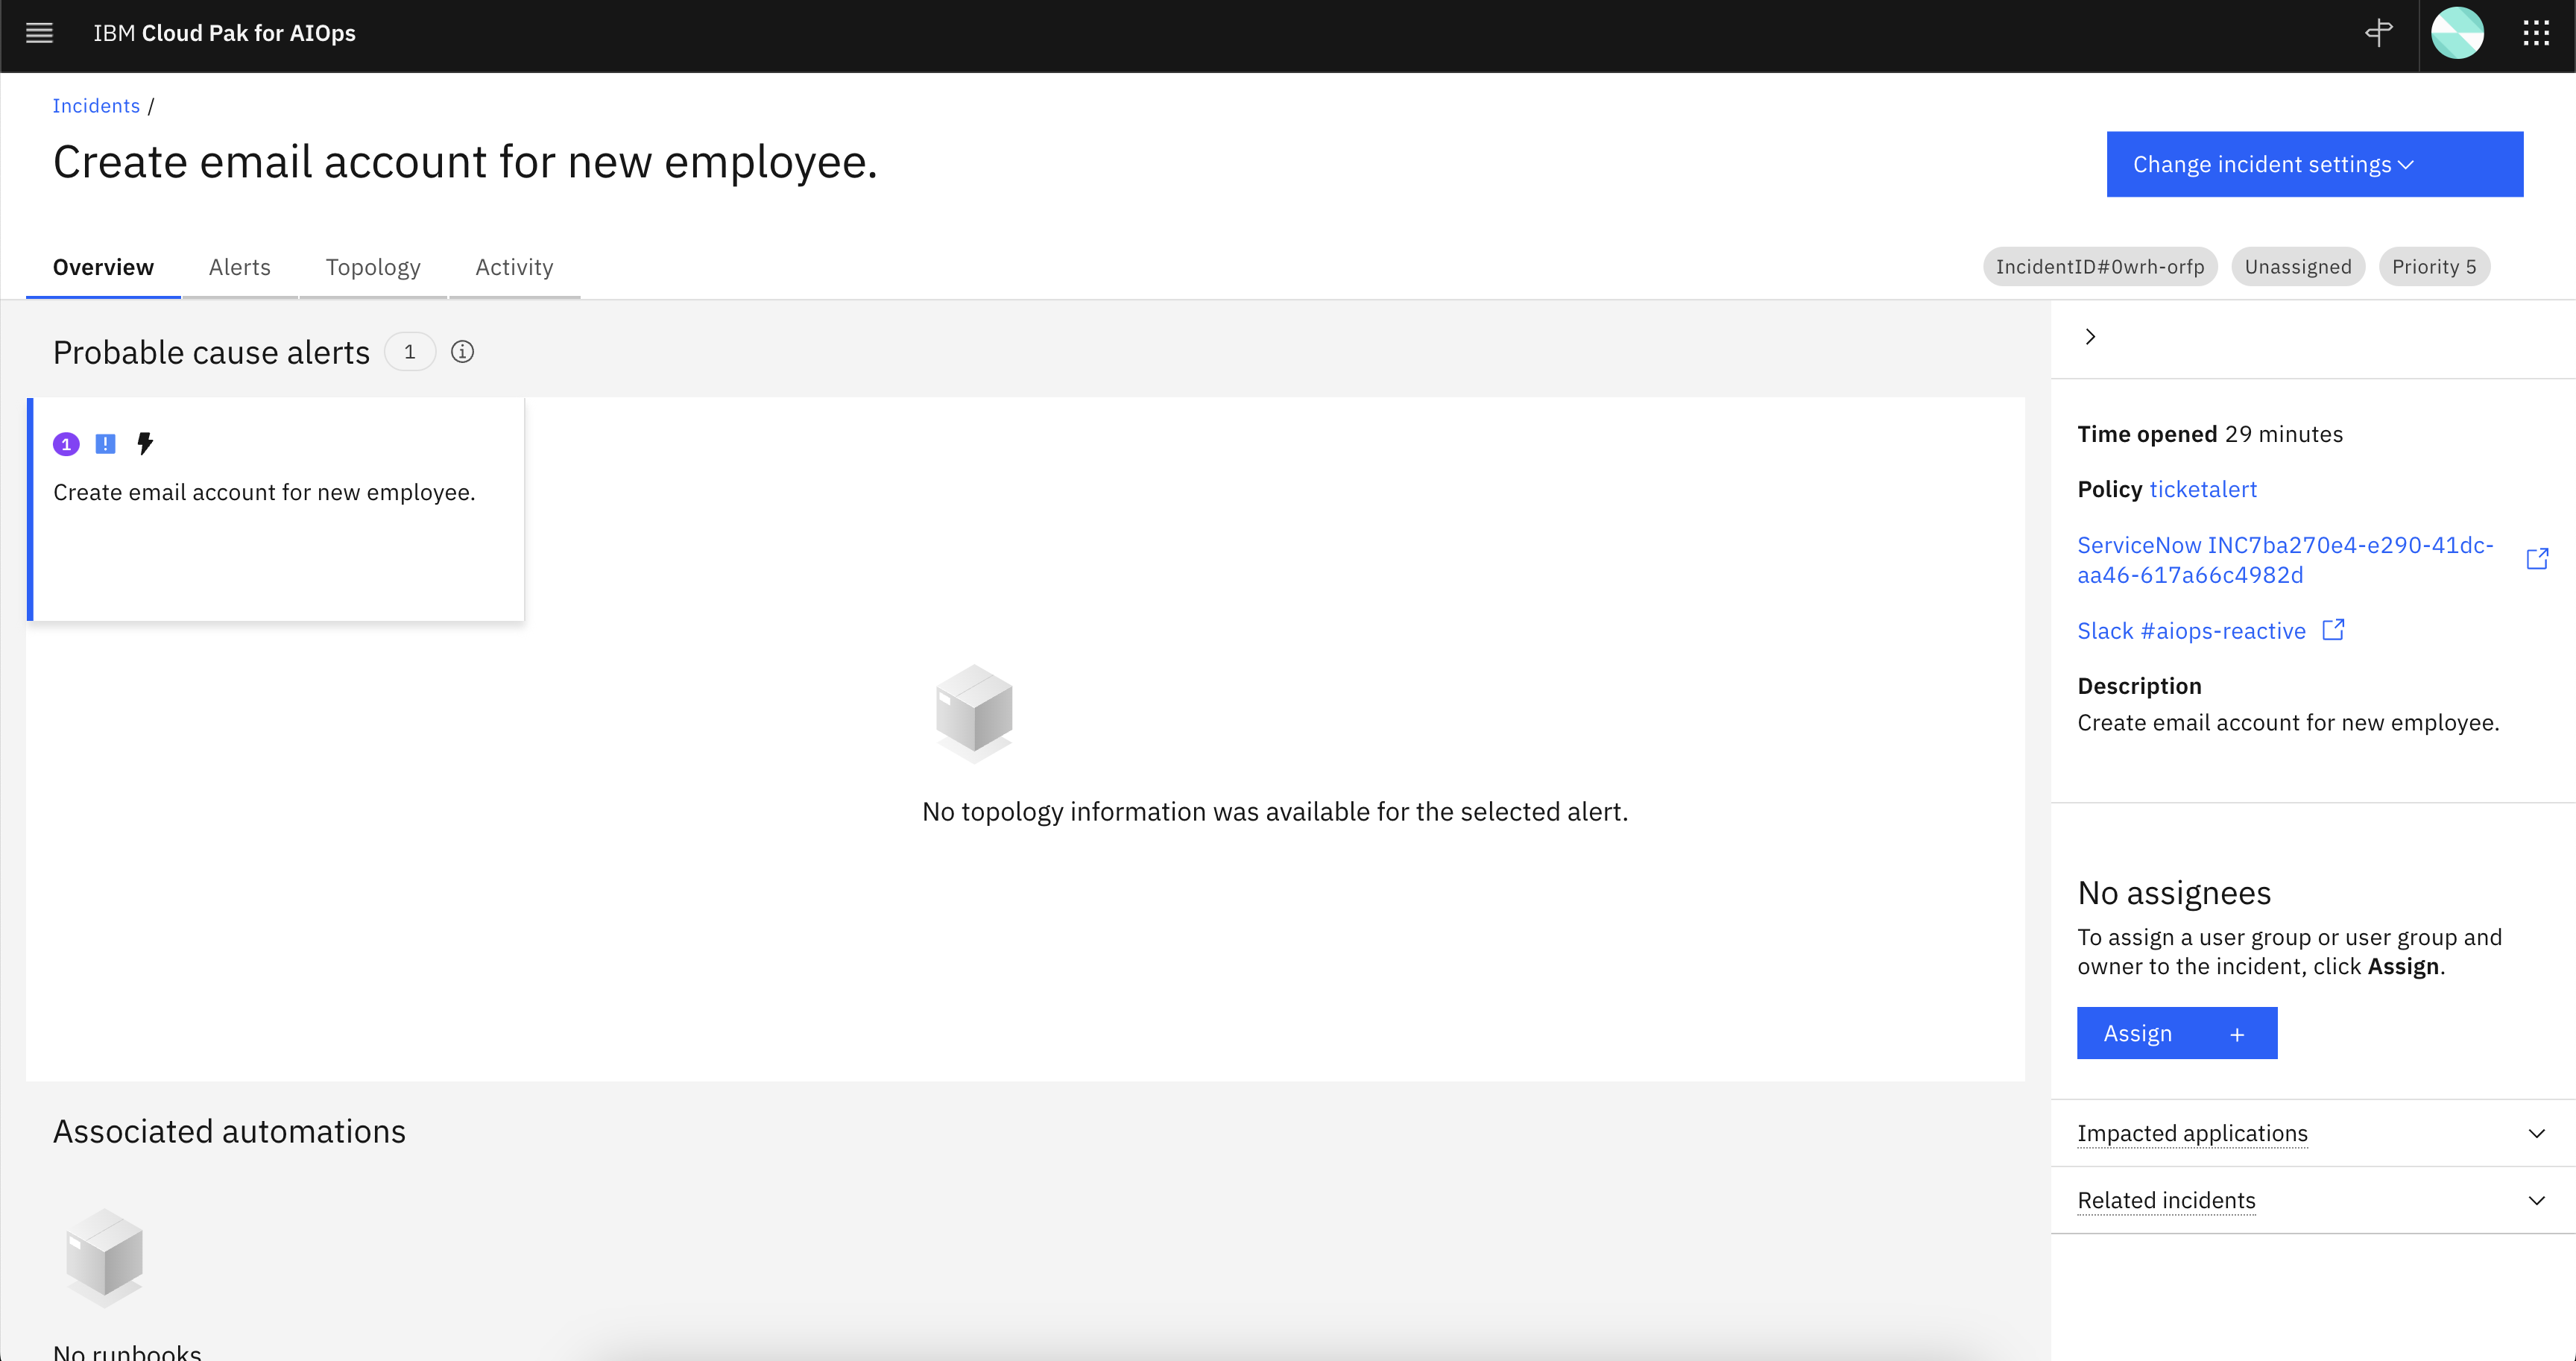 IBM Cloud Pak for AIOps
Incidents /
Create email account for new employee.
Change incident settings
Overview
Alerts
Topology
Activity
IncidentID#0wrh-orfp
Unassigned
Priority 5
Probable cause alerts
1
1
Create email account for new employee.
No topology information was available for the selected alert.
Time opened 29 minutes
Policy ticketalert
ServiceNow INC7ba270e4-e290-41dc-
aa46-617a66c4982d
Slack #aiops-reactive
Description
Create email account for new employee.
No assignees
To assign a user group or user group and
owner to the incident, click Assign.
Assign +
Impacted applications
Related incidents
Associated automations
No runbooks